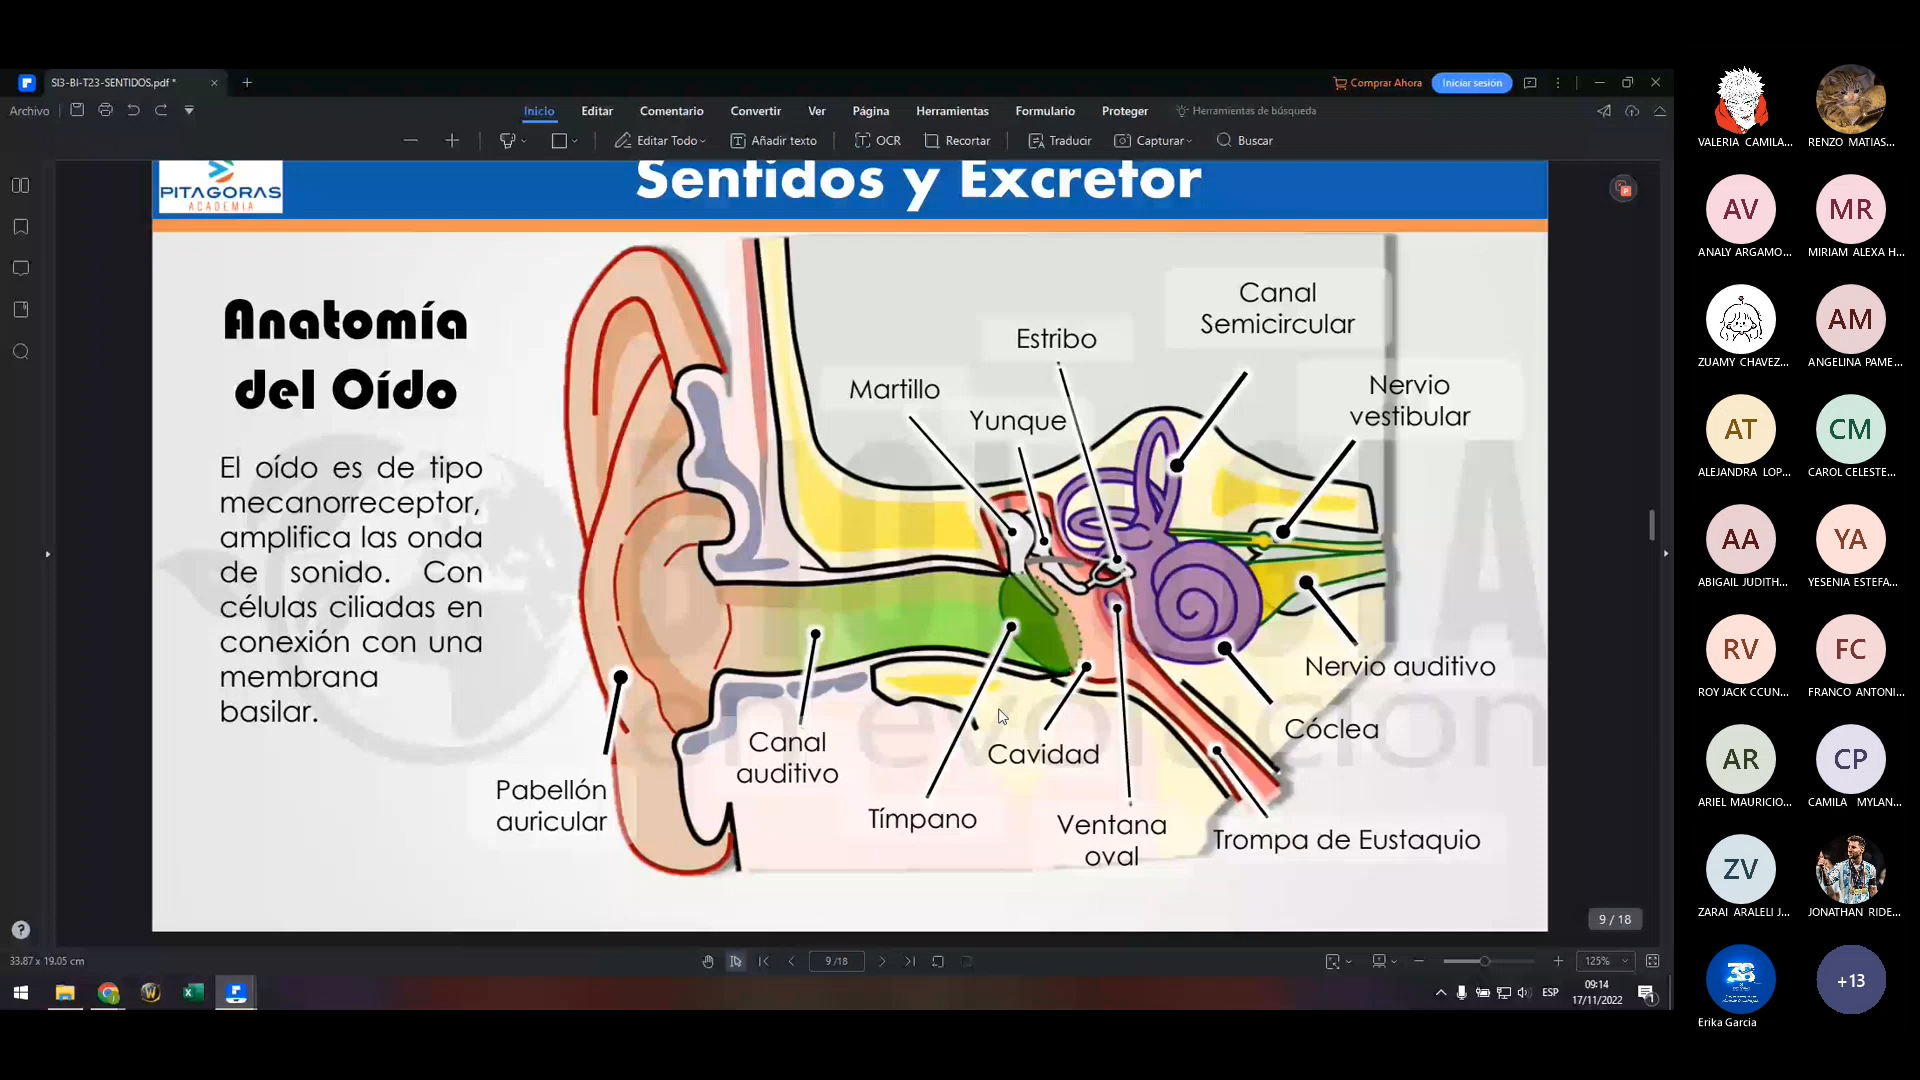 SI3-BI-T23-SENTIDOS.pdf *
Comprar Ahora
Iniciar sesión
Archivo
Inicio
Editar
Comentario
Convertir
Ver
Página
Herramientas
Formulario
Proteger
Herramientas de búsqueda
Editar Todo
Añadir texto
OCR
Recortar
Traducir
Capturar
Buscar
PITAGORAS
ACADEMIA
Sentidos y Excretor
Anatomía
del Oído
El oído es de tipo
mecanorreceptor,
amplifica las onda
de sonido. Con
células ciliadas en
conexión con una
membrana
basilar.
Canal
Semicircular
Estribo
Martillo
Yunque
Nervio
vestibular
Nervio auditivo
Cóclea
Canal
auditivo
Cavidad
Pabellón
auricular
Tímpano
Ventana
oval
Trompa de Eustaquio
en evolución
9 / 18
33.87 x 19.05 cm
9 /18
125%
ESP
09:14
17/11/2022
1
VALERIA CAMILA...
RENZO MATIAS...
AV
ANALY ARGAMO...
MR
MIRIAM ALEXA H...
ZUAMY CHAVEZ...
AM
ANGELINA PAME...
AT
ALEJANDRA LOP...
CM
CAROL CELESTE...
AA
ABIGAIL JUDITH...
YA
YESENIA ESTEFA...
RV
ROY JACK CCUN...
FC
FRANCO ANTONI...
AR
ARIEL MAURICIO...
CP
CAMILA MYLAN...
ZV
ZARAI ARALELI J...
JONATHAN RIDE...
Erika Garcia
+13